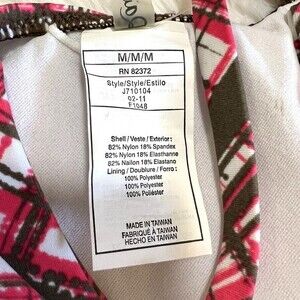 M/M/M
RN 82372
Style/Style/Estilo
J710104
02-11
F1048
Shell / Veste / Exterior :
82% Nylon 18% Spandex
82% Nylon 18% Elasthanne
82% Nailon 18% Elastano
Lining / Doublure / Forro :
100% Polyester
100% Polyester
100% Polyester
MADE IN TAIWAN
FABRIQUÉ À TAIWAN
HECHO EN TAIWAN